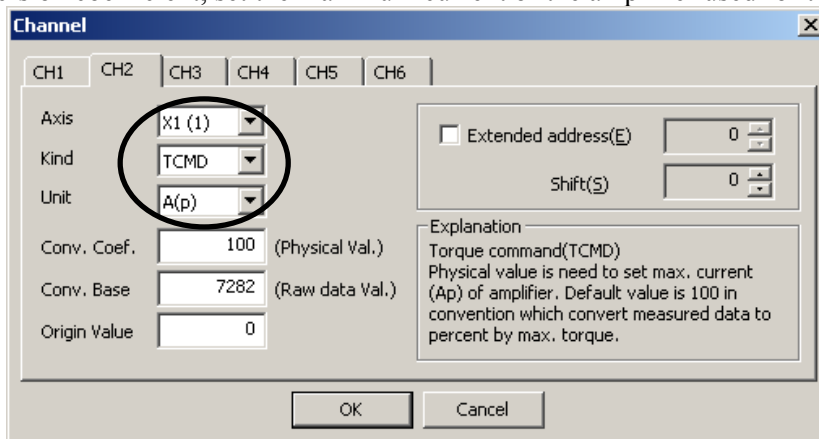 Channel
CH1 CH2 CH3 CH4 CH5 CH6
Axis X1 (1)
Kind TCMD
Unit A(p)
Conv. Coef. 100 (Physical Val.)
Conv. Base 7282 (Raw data Val.)
Origin Value 0
Extended address(E) 0
Shift(S) 0
Explanation
Torque command(TCMD)
Physical value is need to set max. current
(Ap) of amplifier. Default value is 100 in
convention which convert measured data to
percent by max. torque.
OK Cancel